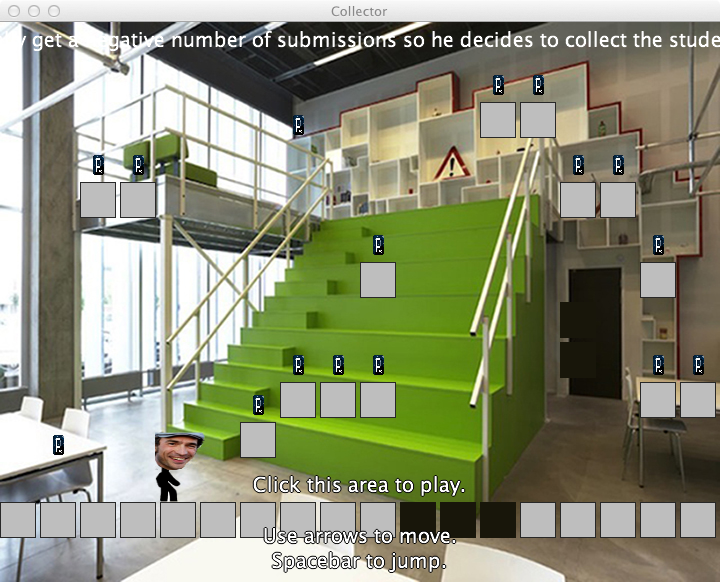 Collector
get a negative number of submissions so he decides to collect the
Click this area to play.
Use arrows to move.
Spacebar to jump.